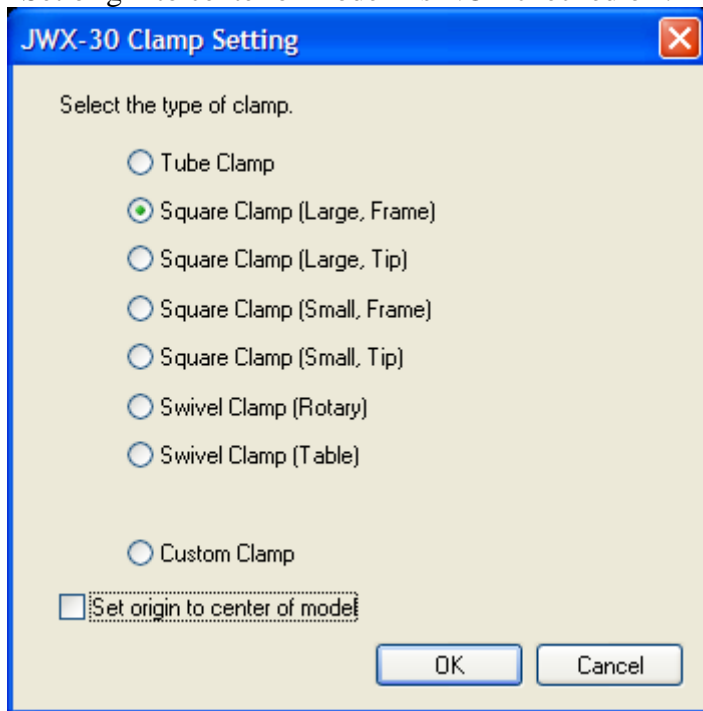 JWX-30 Clamp Setting
Select the type of clamp.
Tube Clamp
Square Clamp (Large, Frame)
Square Clamp (Large, Tip)
Square Clamp (Small, Frame)
Square Clamp (Small, Tip)
Swivel Clamp (Rotary)
Swivel Clamp (Table)
Custom Clamp
Set origin to center of model
OK Cancel